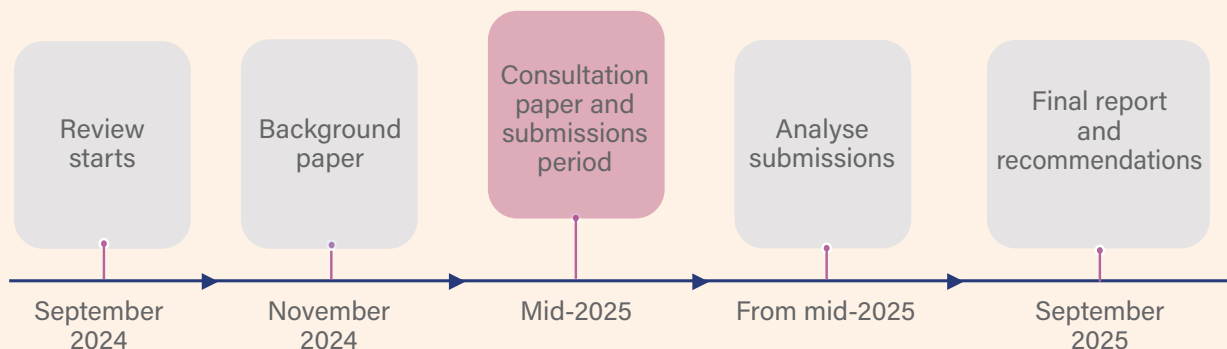 Review
starts
Background
paper
Consultation
paper and
submissions
period
Analyse
submissions
Final report
and
recommendations
September
2024
November
2024
Mid-2025
From mid-2025
September
2025